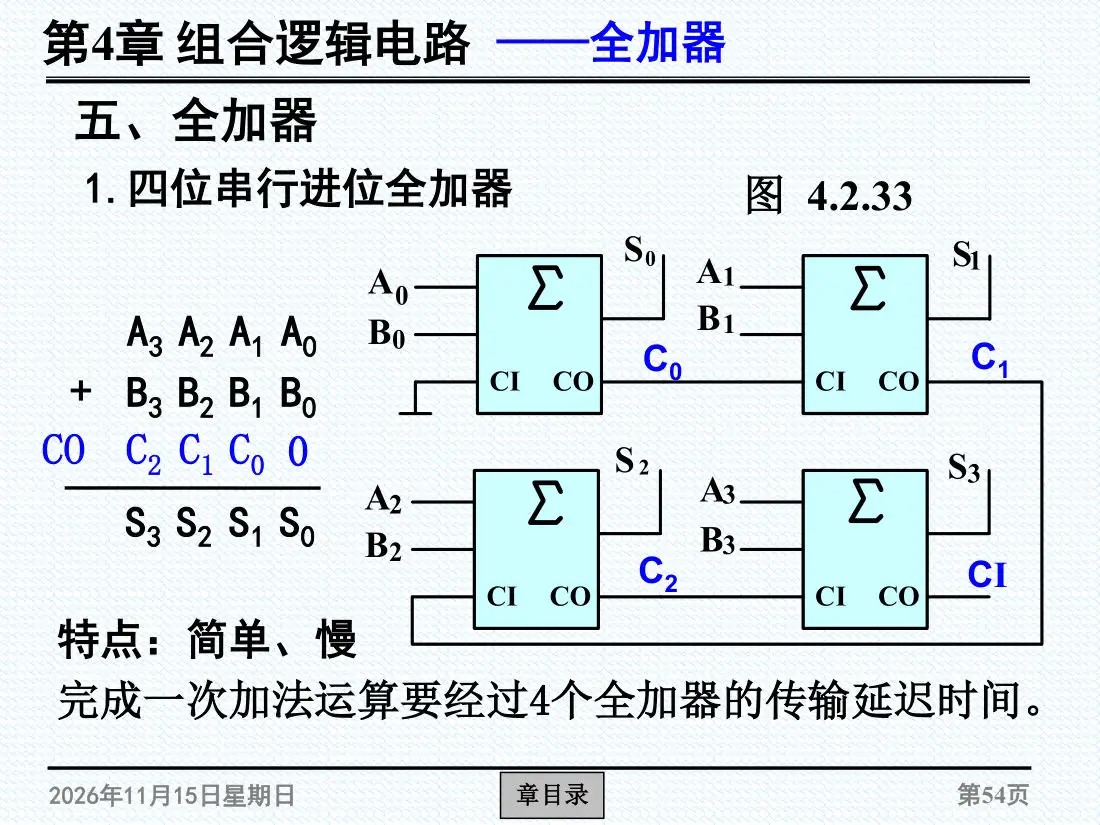 第4章 组合逻辑电路 ——全加器
五、全加器
1.四位串行进位全加器
图 4.2.33
A3 A2 A1 A0
+ B3 B2 B1 B0
CO C2 C1 C0 0
S3 S2 S1 S0
A0
B0
Σ
CI CO
S0
C0
A1
B1
Σ
CI CO
S1
C1
A2
B2
Σ
CI CO
S2
C2
A3
B3
Σ
CI CO
S3
CI
特点：简单、慢
完成一次加法运算要经过4个全加器的传输延迟时间。
2026年11月15日星期日
章目录
第54页